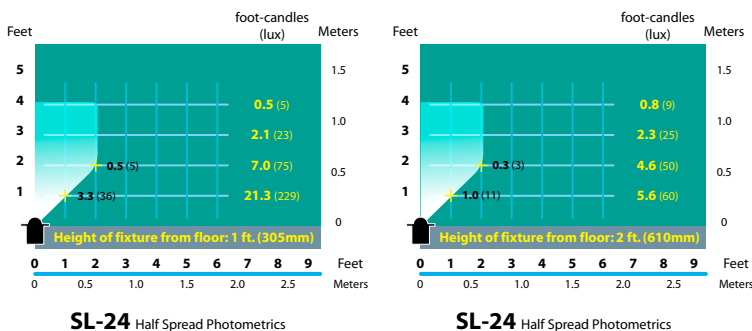 foot-candles
(lux)
Feet
Meters
5
1.5
4
0.5 (5)
1.0
3
2.1 (23)
2
0.5 (5)
7.0 (75)
0.5
1
3.3 (36)
21.3 (229)
0
Height of fixture from floor: 1 ft. (305mm)
0 1 2 3 4 5 6 7 8 9 Feet
0 0.5 1.0 1.5 2.0 2.5 Meters
SL-24 Half Spread Photometrics
foot-candles
(lux)
Feet
Meters
5
1.5
4
0.8 (9)
1.0
3
2.3 (25)
2
0.3 (3)
4.6 (50)
0.5
1
1.0 (11)
5.6 (60)
0
Height of fixture from floor: 2 ft. (610mm)
0 1 2 3 4 5 6 7 8 9 Feet
0 0.5 1.0 1.5 2.0 2.5 Meters
SL-24 Half Spread Photometrics